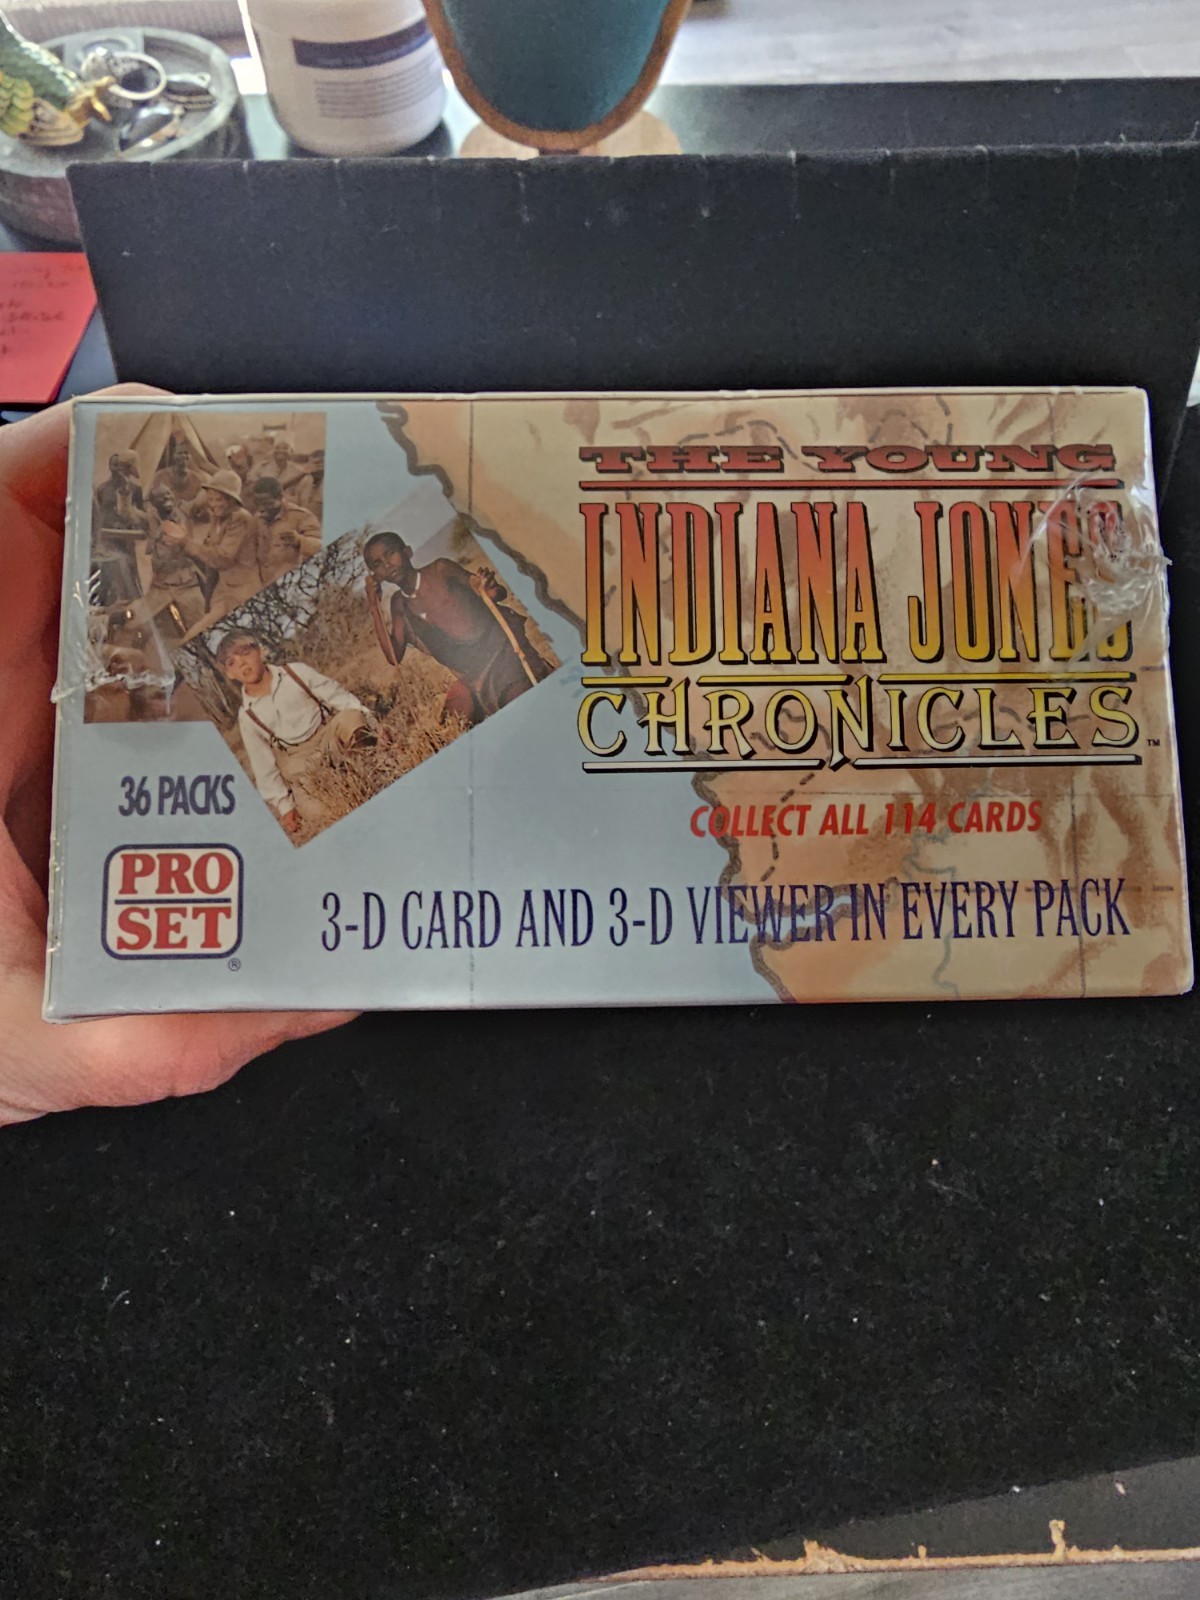 THE YOUNG
INDIANA JONES
CHRONICLES™
COLLECT ALL 114 CARDS
36 PACKS
PRO
SET®
3-D CARD AND 3-D VIEWER IN EVERY PACK